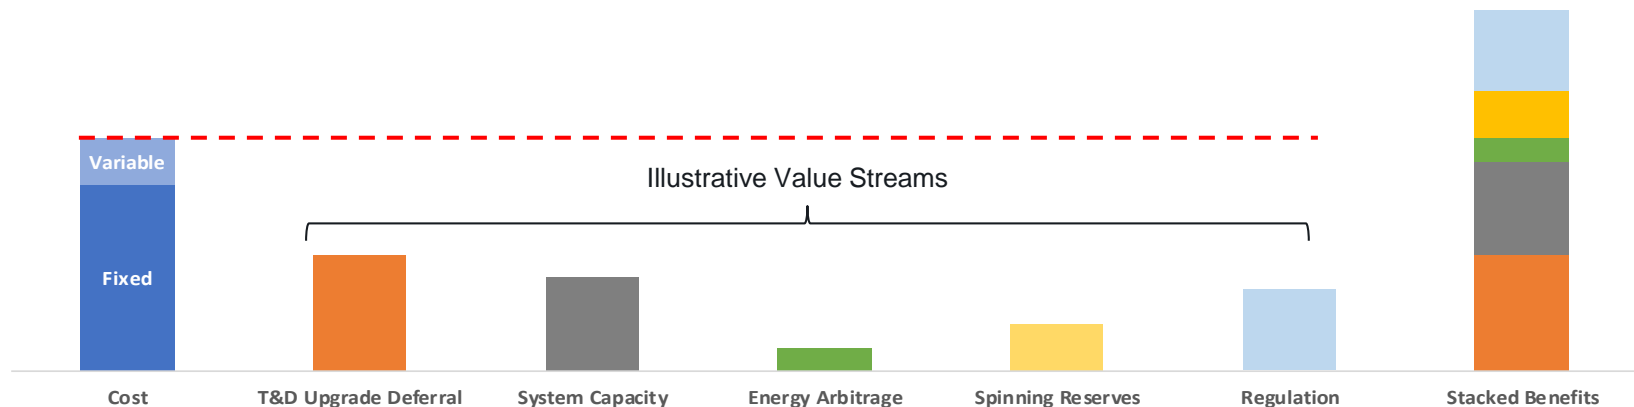 Variable
Illustrative Value Streams
Fixed
Cost
T&D Upgrade Deferral
System Capacity
Energy Arbitrage
Spinning Reserves
Regulation
Stacked Benefits